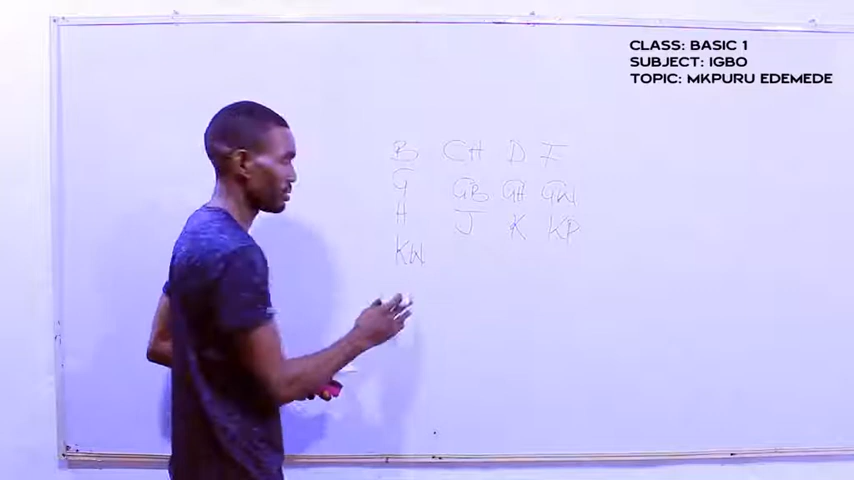 CLASS: BASIC 1
SUBJECT: IGBO
TOPIC: MKPURU EDEMEDE
B CH D F
G GB GH GW
H J K KP
KW